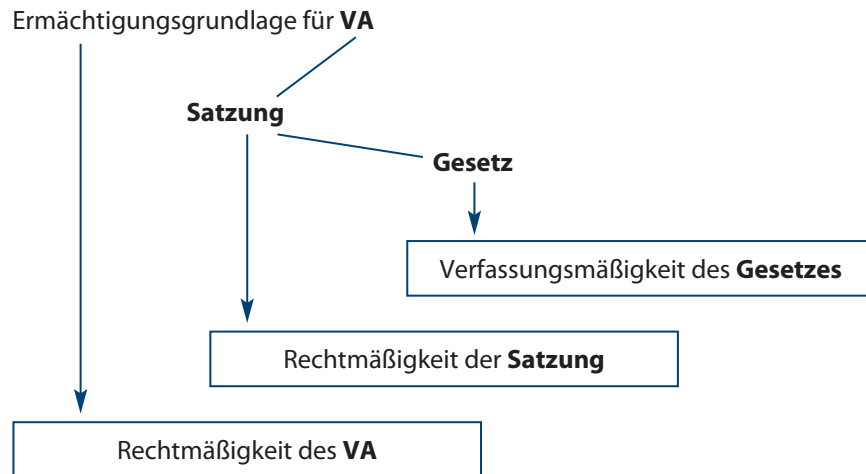 Ermächtigungsgrundlage für VA
Satzung
Gesetz
Verfassungsmäßigkeit des Gesetzes
Rechtmäßigkeit der Satzung
Rechtmäßigkeit des VA